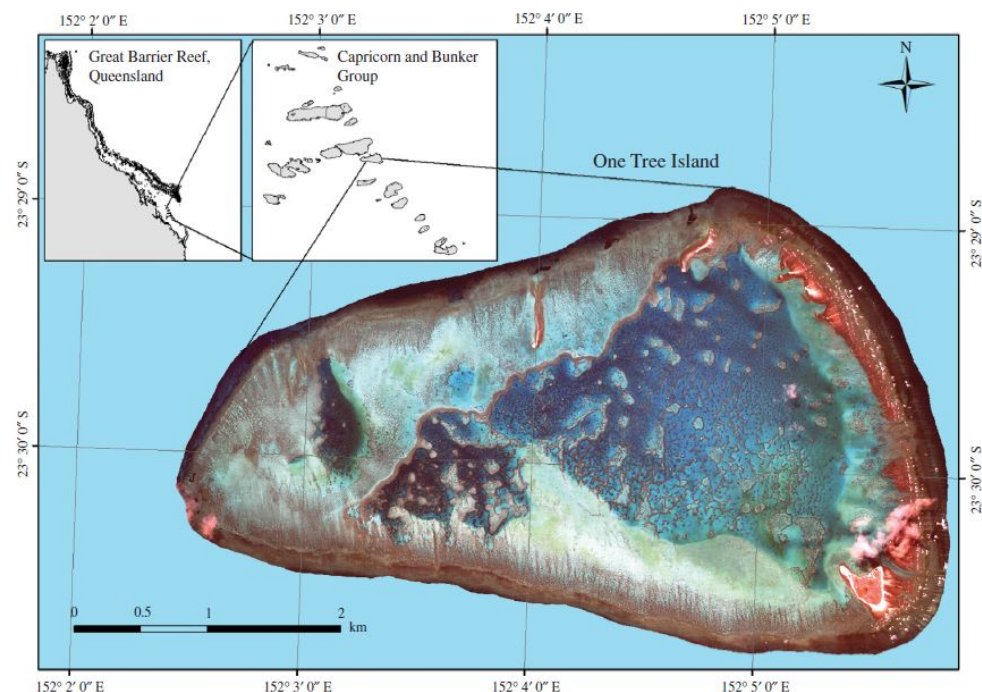 152° 2′ 0″ E
152° 3′ 0″ E
152° 4′ 0″ E
152° 5′ 0″ E
Great Barrier Reef,
Queensland
Capricorn and Bunker
Group
N
One Tree Island
23° 29′ 0″ S
23° 29′ 0″ S
23° 30′ 0″ S
23° 30′ 0″ S
0
0.5
1
2
km
152° 2′ 0″ E
152° 3′ 0″ E
152° 4′ 0″ E
152° 5′ 0″ E